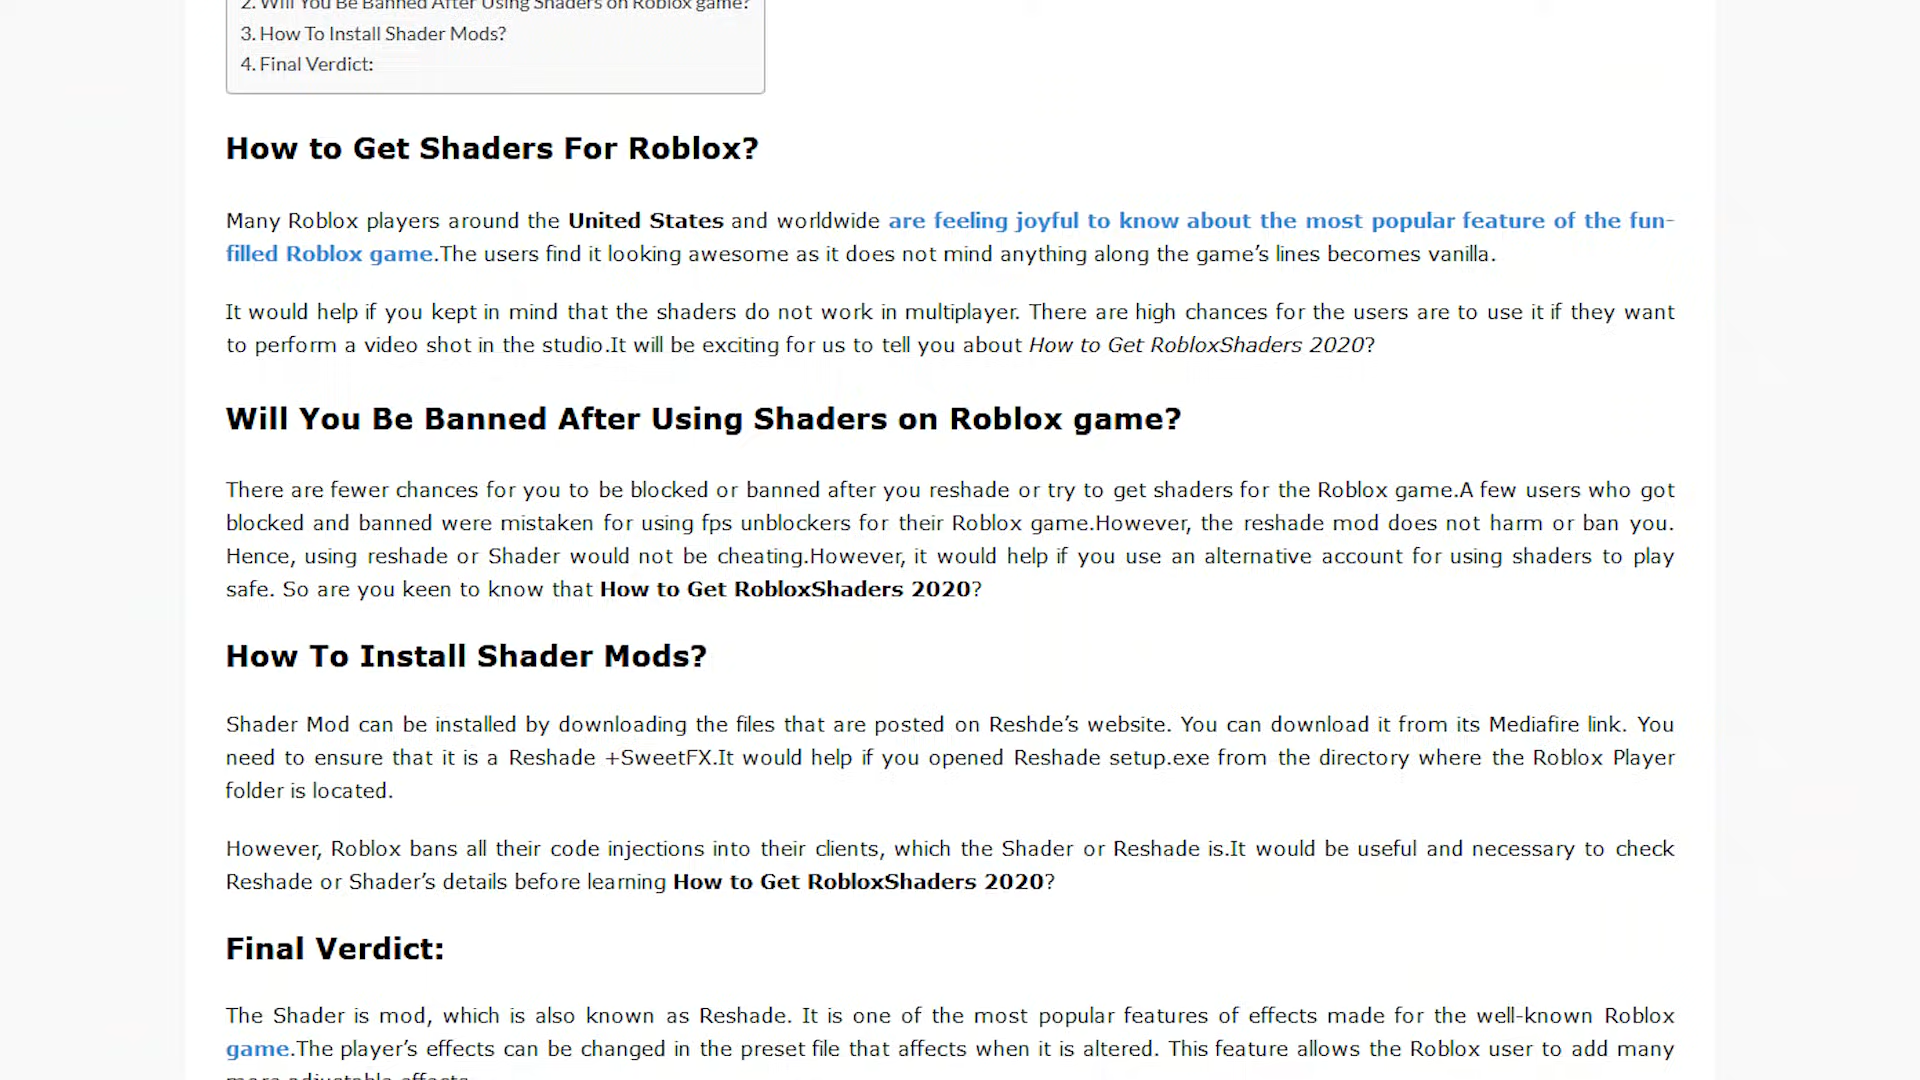 2. Will You Be Banned After Using Shaders on Roblox game?
3. How To Install Shader Mods?
4. Final Verdict:
How to Get Shaders For Roblox?
Many Roblox players around the United States and worldwide are feeling joyful to know about the most popular feature of the fun-
filled Roblox game.The users find it looking awesome as it does not mind anything along the game’s lines becomes vanilla.
It would help if you kept in mind that the shaders do not work in multiplayer. There are high chances for the users are to use it if they want
to perform a video shot in the studio.It will be exciting for us to tell you about How to Get RobloxShaders 2020?
Will You Be Banned After Using Shaders on Roblox game?
There are fewer chances for you to be blocked or banned after you reshade or try to get shaders for the Roblox game.A few users who got
blocked and banned were mistaken for using fps unblockers for their Roblox game.However, the reshade mod does not harm or ban you.
Hence, using reshade or Shader would not be cheating.However, it would help if you use an alternative account for using shaders to play
safe. So are you keen to know that How to Get RobloxShaders 2020?
How To Install Shader Mods?
Shader Mod can be installed by downloading the files that are posted on Reshde’s website. You can download it from its Mediafire link. You
need to ensure that it is a Reshade +SweetFX.It would help if you opened Reshade setup.exe from the directory where the Roblox Player
folder is located.
However, Roblox bans all their code injections into their clients, which the Shader or Reshade is.It would be useful and necessary to check
Reshade or Shader’s details before learning How to Get RobloxShaders 2020?
Final Verdict:
The Shader is mod, which is also known as Reshade. It is one of the most popular features of effects made for the well-known Roblox
game.The player’s effects can be changed in the preset file that affects when it is altered. This feature allows the Roblox user to add many
more adjustable effects.